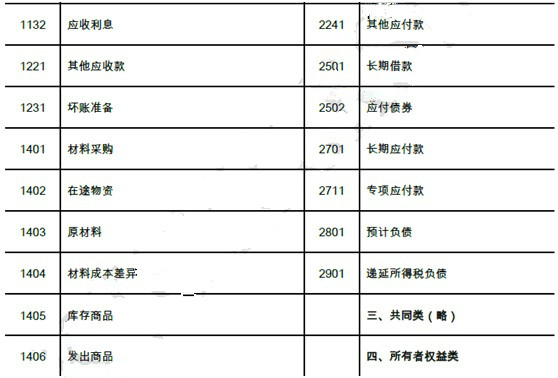 1132 应收利息 2241 其他应付款
1221 其他应收款 2501 长期借款
1231 坏账准备 2502 应付债券
1401 材料采购 2701 长期应付款
1402 在途物资 2711 专项应付款
1403 原材料 2801 预计负债
1404 材料成本差异 2901 递延所得税负债
1405 库存商品 三、共同类（略）
1406 发出商品 四、所有者权益类